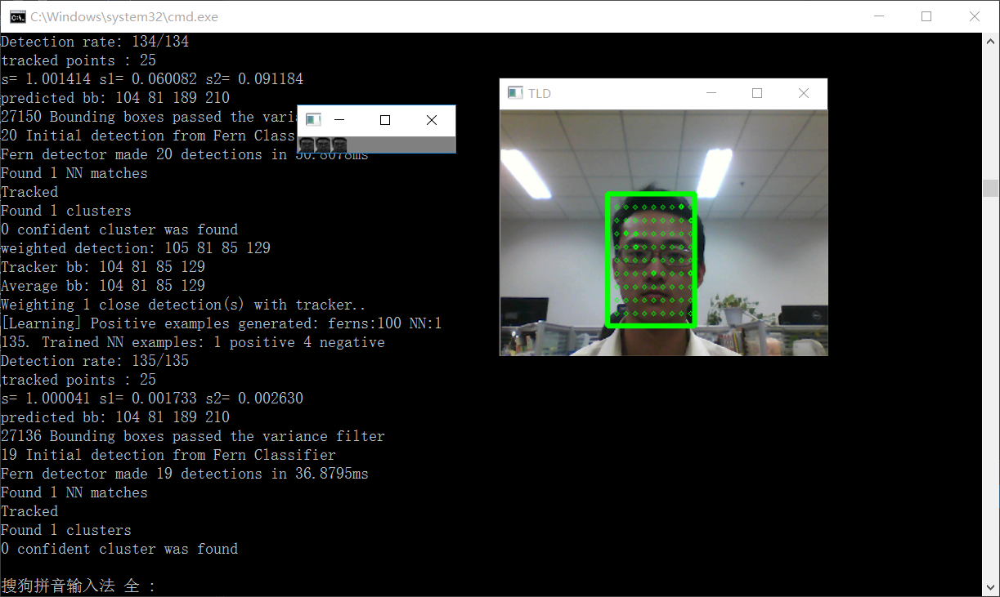 C:\Windows\system32\cmd.exe
Detection rate: 134/134
tracked points : 25
s= 1.001414 s1= 0.060082 s2= 0.091184
predicted bb: 104 81 189 210
27150 Bounding boxes passed the vari
20 Initial detection from Fern Class
Fern detector made 20 detections in 50.8078ms
Found 1 NN matches
Tracked
Found 1 clusters
0 confident cluster was found
weighted detection: 105 81 85 129
Tracker bb: 104 81 85 129
Average bb: 104 81 85 129
Weighting 1 close detection(s) with tracker..
[Learning] Positive examples generated: ferns:100 NN:1
135. Trained NN examples: 1 positive 4 negative
Detection rate: 135/135
tracked points : 25
s= 1.000041 s1= 0.001733 s2= 0.002630
predicted bb: 104 81 189 210
27136 Bounding boxes passed the variance filter
19 Initial detection from Fern Classifier
Fern detector made 19 detections in 36.8795ms
Found 1 NN matches
Tracked
Found 1 clusters
0 confident cluster was found
搜狗拼音输入法 全 :
TLD